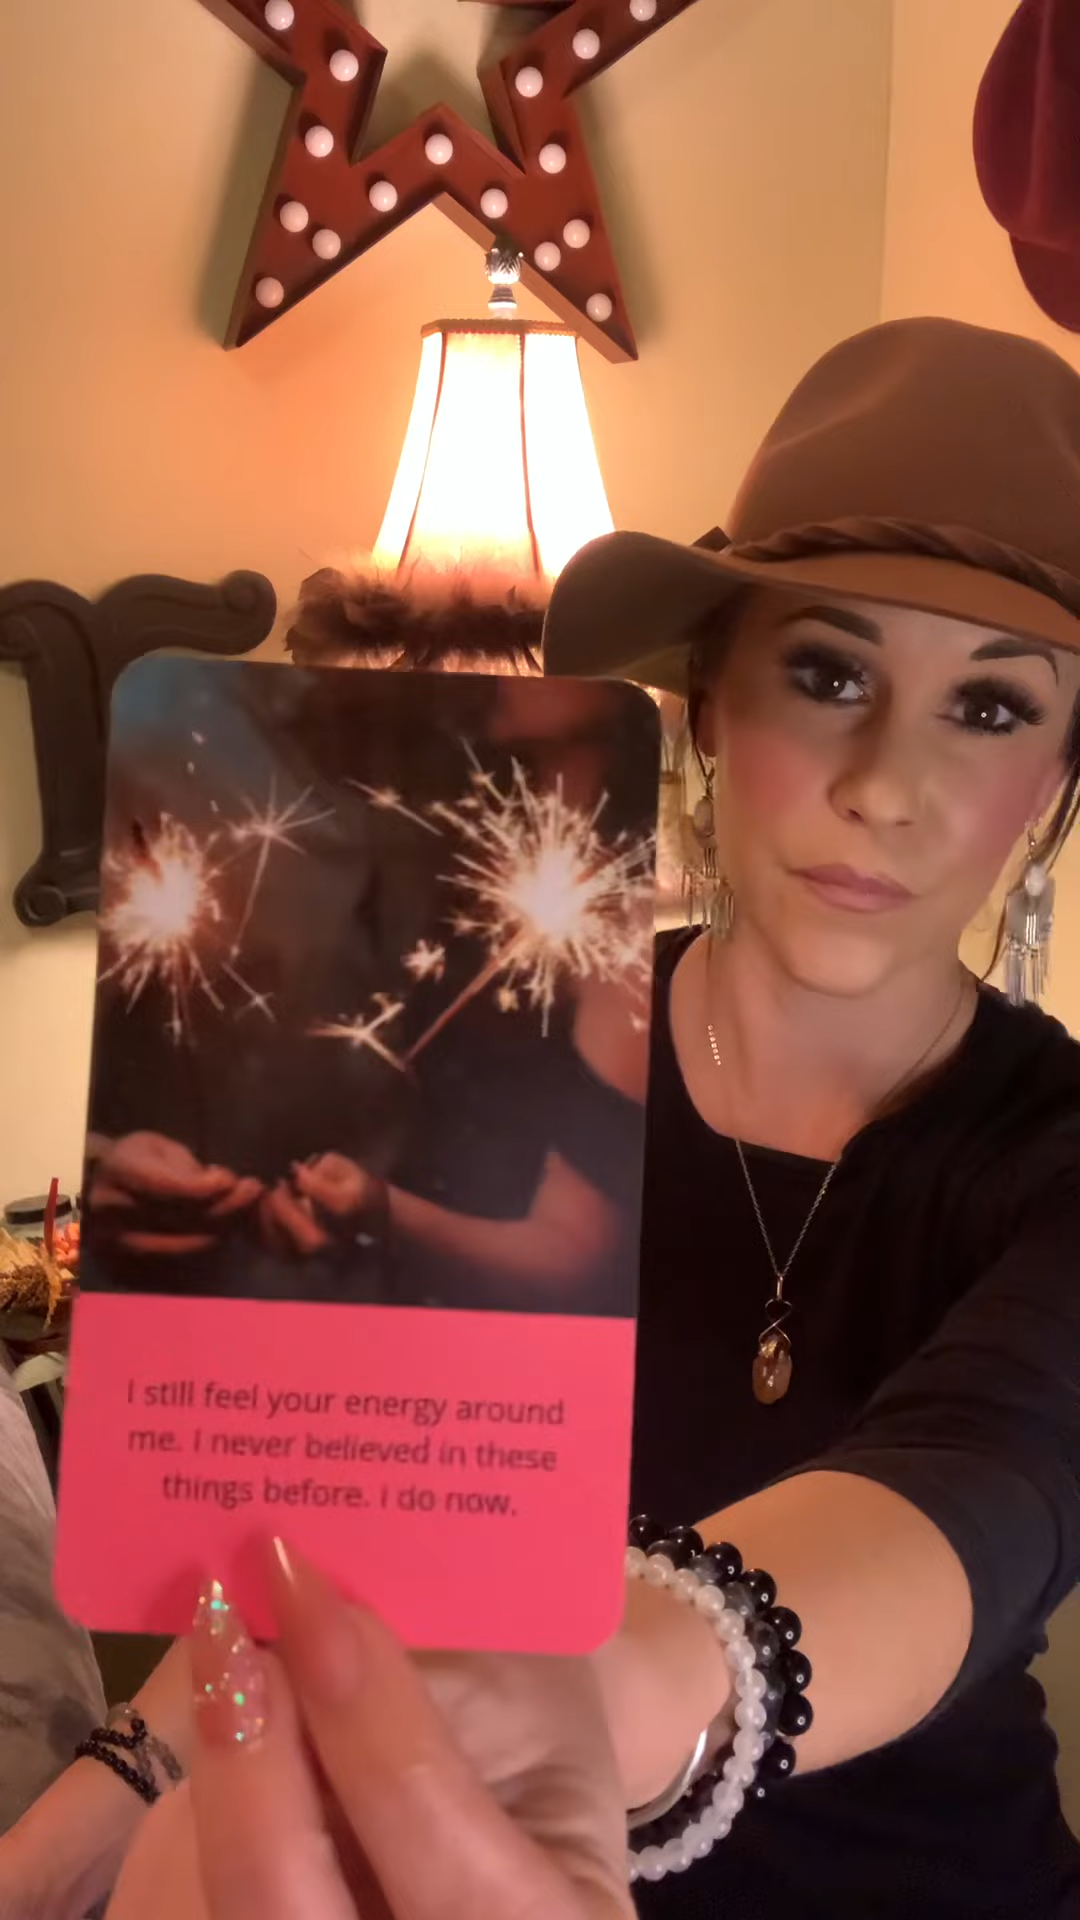 I still feel your energy around
me. I never believed in these
things before. I do now.